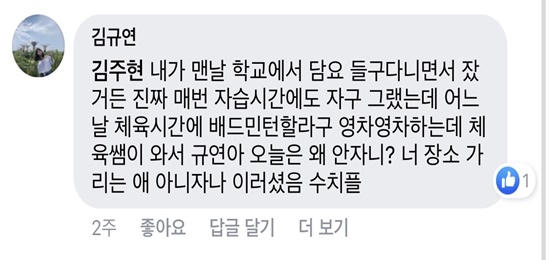 김규연
김주현 내가 맨날 학교에서 담요 들구다니면서 잤
거든 진짜 매번 자습시간에도 자구 그랬는데 어느
날 체육시간에 배드민턴할라구 영차영차하는데 체
육쌤이 와서 규연아 오늘은 왜 안자니? 너 장소 가
리는 애 아니자나 이러셨음 수치플
1
2주 좋아요 답글 달기 더 보기